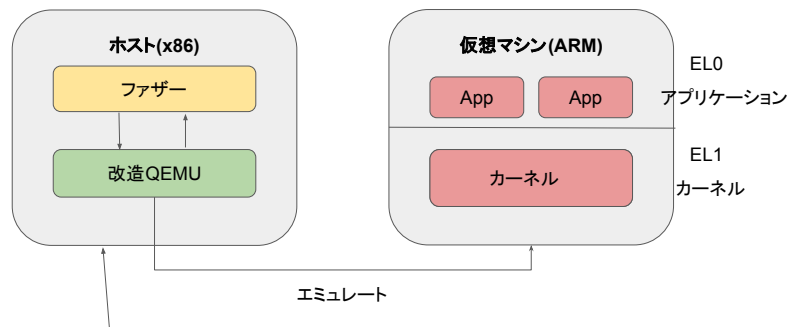 ホスト(x86)
ファザー
改造QEMU
仮想マシン(ARM)
App
App
カーネル
EL0
アプリケーション
EL1
カーネル
エミュレート